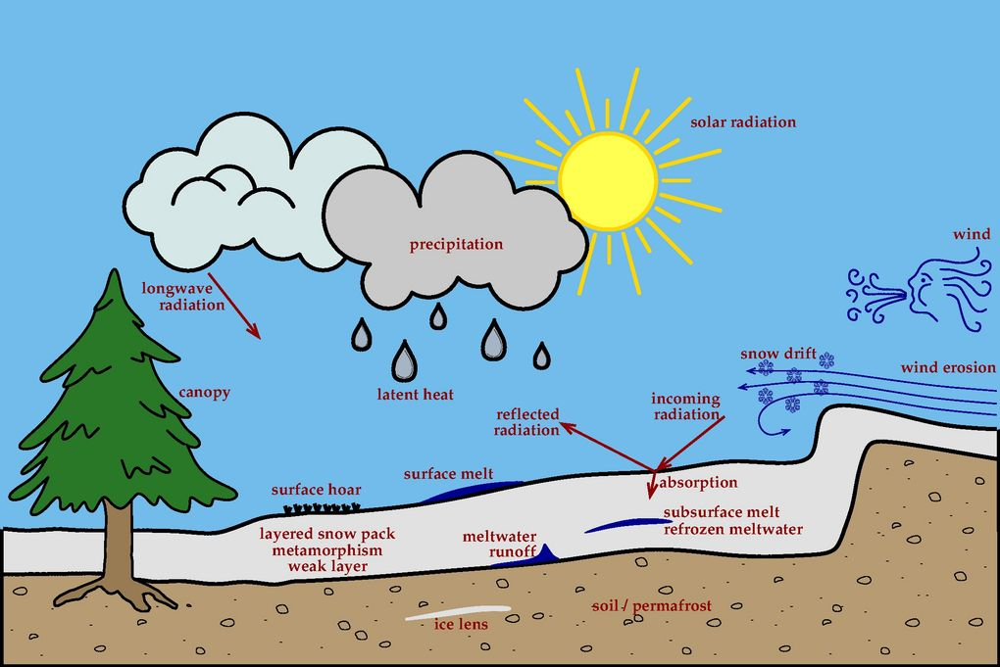 solar radiation
precipitation
wind
longwave
radiation
snow drift
wind erosion
canopy
latent heat
incoming
radiation
reflected
radiation
surface melt
absorption
surface hoar
subsurface melt
refrozen meltwater
layered snow pack
metamorphism
weak layer
meltwater
runoff
soil / permafrost
ice lens